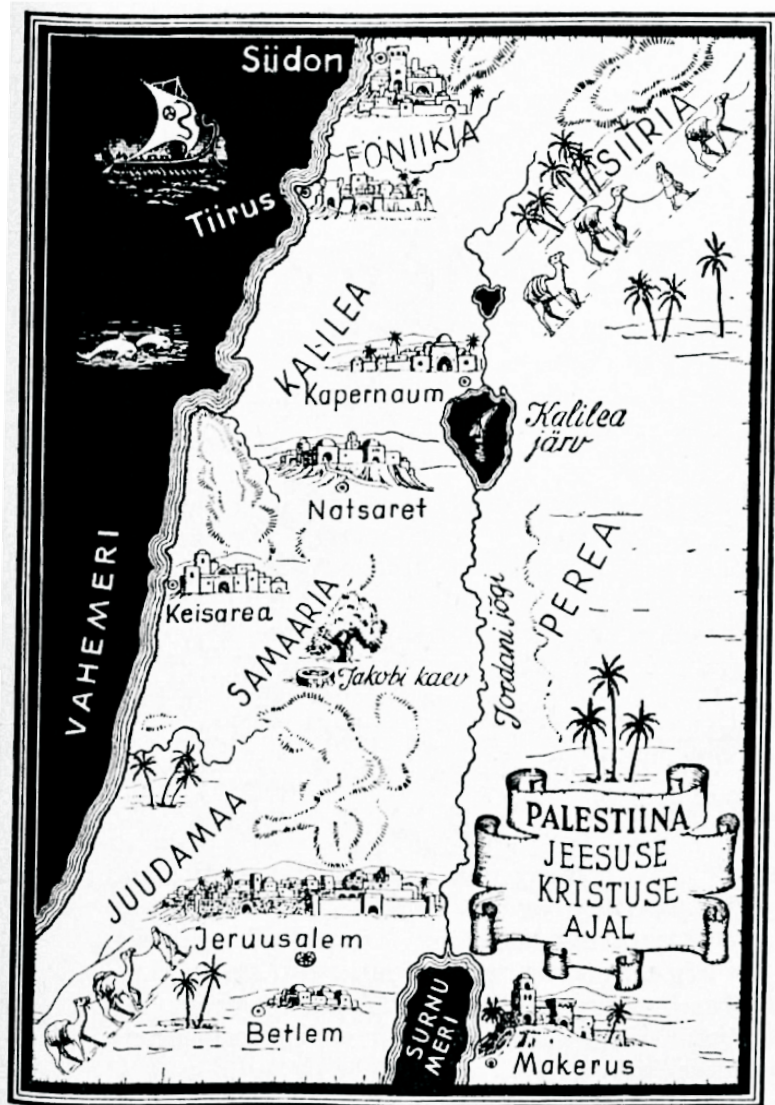 Siidon
FÖNIIKIA
SIIRIA
Tiirus
KALILEA
Kapernaum
Kalilea
järv
Natsaret
VAHEMERI
Keisarea
SAMAARIA
Jakobi kaev
Jordani jõgi
PEREA
PALESTIINA
JEESUSE
KRISTUSE
AJAL
JUUDAMAA
Jeruusalem
Betlem
SURNU
MERI
Makerus